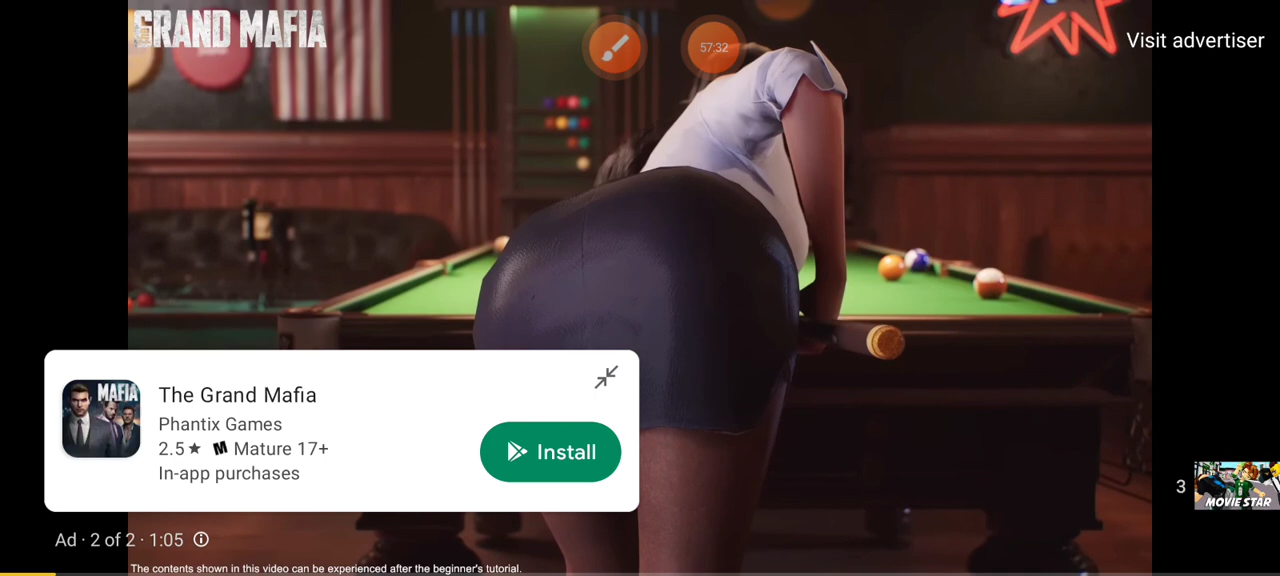 GRAND MAFIA
57:32
Visit advertiser
MAFIA
The Grand Mafia
Phantix Games
2.5★ Mature 17+
In-app purchases
Install
3
MOVIE STAR
Ad · 2 of 2 · 1:05
The contents shown in this video can be experienced after the beginner's tutorial.